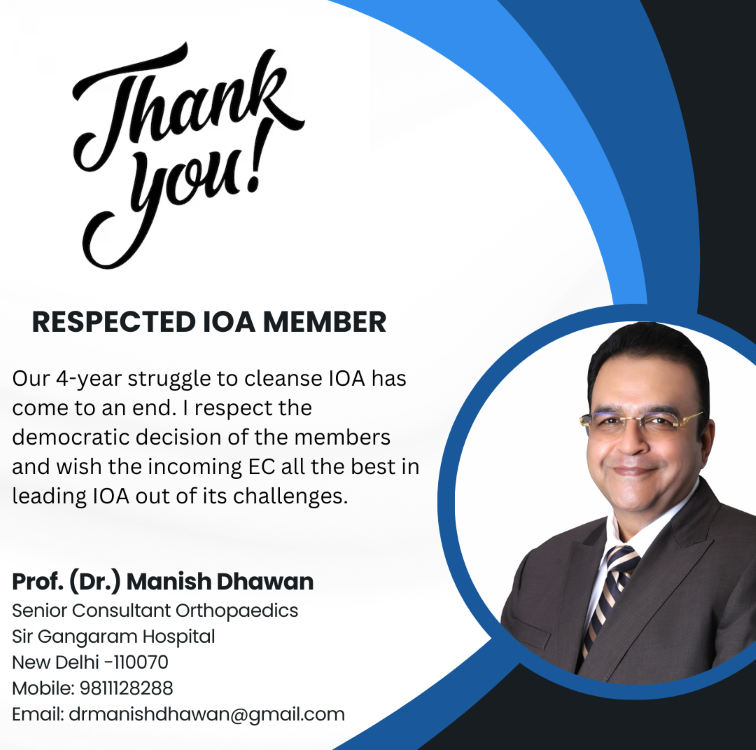 Thank
you!
RESPECTED IOA MEMBER
Our 4-year struggle to cleanse IOA has
come to an end. I respect the
democratic decision of the members
and wish the incoming EC all the best in
leading IOA out of its challenges.
Prof. (Dr.) Manish Dhawan
Senior Consultant Orthopaedics
Sir Gangaram Hospital
New Delhi -110070
Mobile: 9811128288
Email: drmanishdhawan@gmail.com